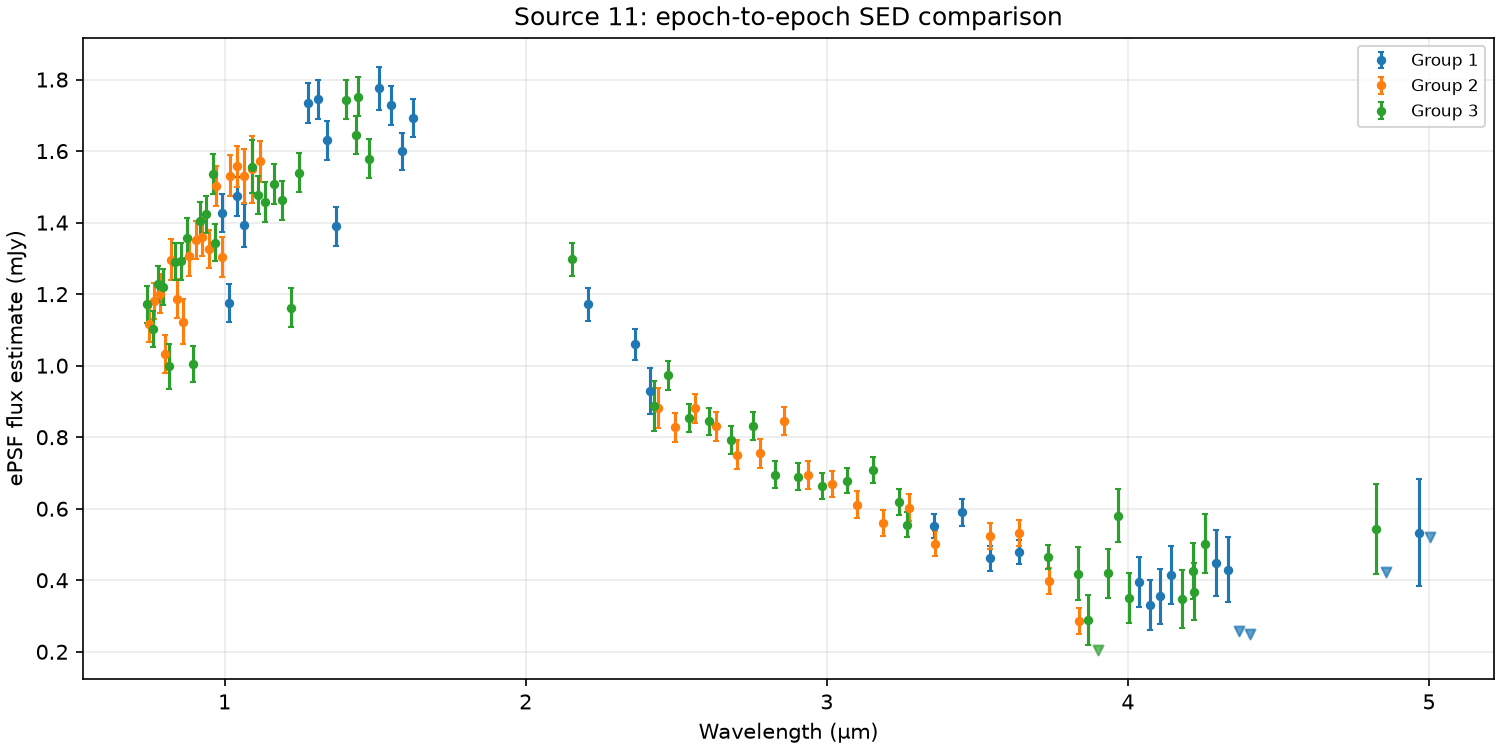 Source 11: epoch-to-epoch SED comparison
ePSF flux estimate (mJy)
1.8
1.6
1.4
1.2
1.0
0.8
0.6
0.4
0.2
Group 1
Group 2
Group 3
1 2 3 4 5
Wavelength (µm)